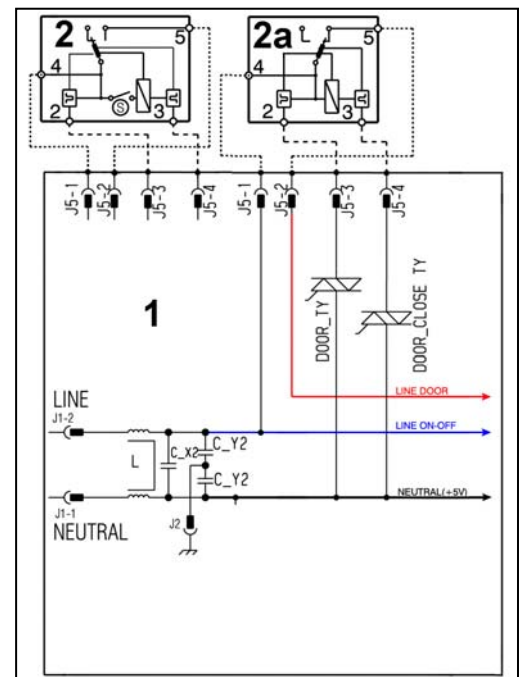 2
5
4
S
2
3
2a
5
4
2
3
J5-1
J5-2
J5-3
J5-4
J5-1
J5-2
J5-3
J5-4
1
DOOR_TY
DOOR_CLOSE TY
LINE DOOR
LINE
J1-2
LINE ON-OFF
L
C_X2
C_Y2
C_Y2
NEUTRAL(+5V)
J1-1
NEUTRAL
J2